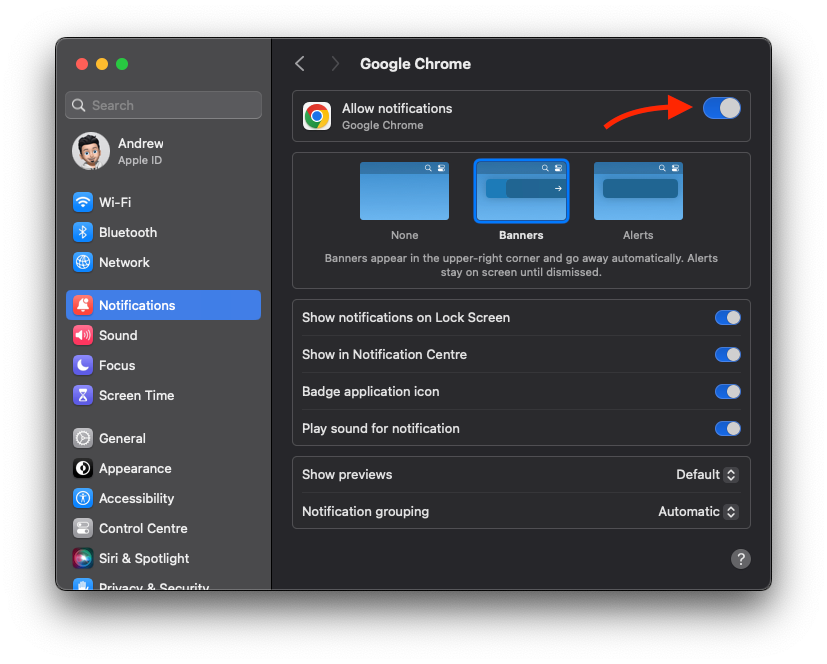 Google Chrome
Search
Andrew
Apple ID
Wi-Fi
Bluetooth
Network
Notifications
Sound
Focus
Screen Time
General
Appearance
Accessibility
Control Centre
Siri & Spotlight
Privacy & Security
Allow notifications
Google Chrome
None
Banners
Alerts
Banners appear in the upper-right corner and go away automatically. Alerts
stay on screen until dismissed.
Show notifications on Lock Screen
Show in Notification Centre
Badge application icon
Play sound for notification
Show previews Default
Notification grouping Automatic
?